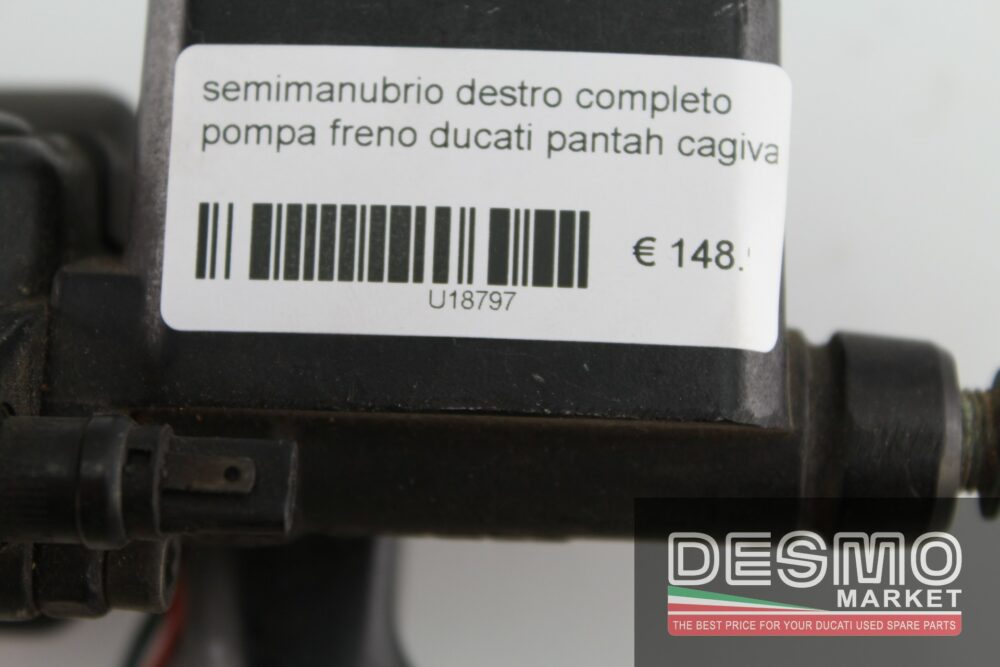 semimanubrio destro completo
pompa freno ducati pantah cagiva
€ 148.
U18797
DESMO
MARKET
THE BEST PRICE FOR YOUR DUCATI USED SPARE PARTS